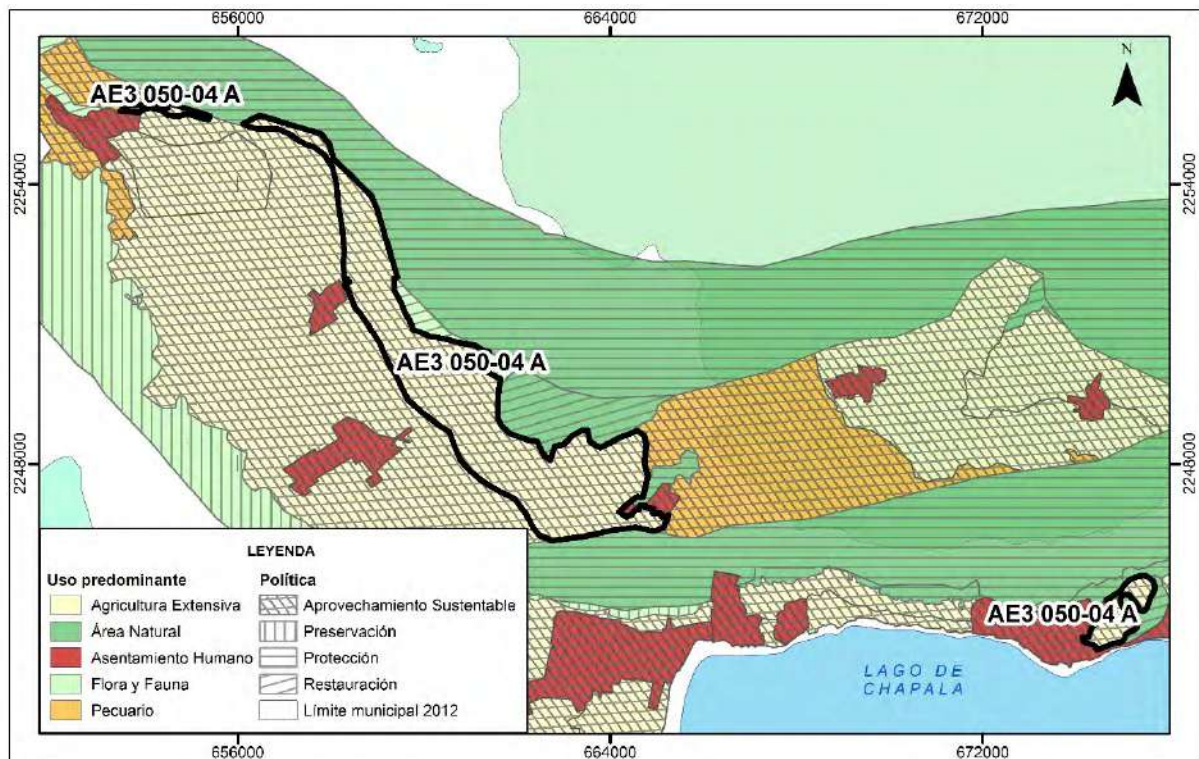 656000
664000
672000
N
AE3 050-04 A
2254000
2254000
AE3 050-04 A
2248000
2248000
LEYENDA
Uso predominante
Política
Agricultura Extensiva
Aprovechamiento Sustentable
Área Natural
Preservación
Asentamiento Humano
Protección
Flora y Fauna
Restauración
Pecuario
Límite municipal 2012
AE3 050-04 A
LAGO DE
CHAPALA
656000
664000
672000